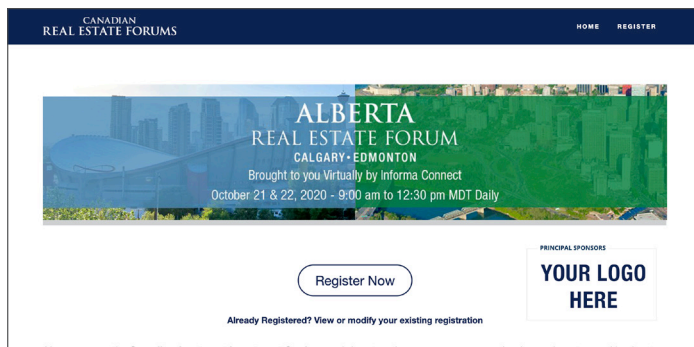 CANADIAN
REAL ESTATE FORUMS
HOME REGISTER
ALBERTA
REAL ESTATE FORUM
CALGARY • EDMONTON
Brought to you Virtually by Informa Connect
October 21 & 22, 2020 - 9:00 am to 12:30 pm MDT Daily
PRINCIPAL SPONSORS
YOUR LOGO
HERE
Register Now
Already Registered? View or modify your existing registration